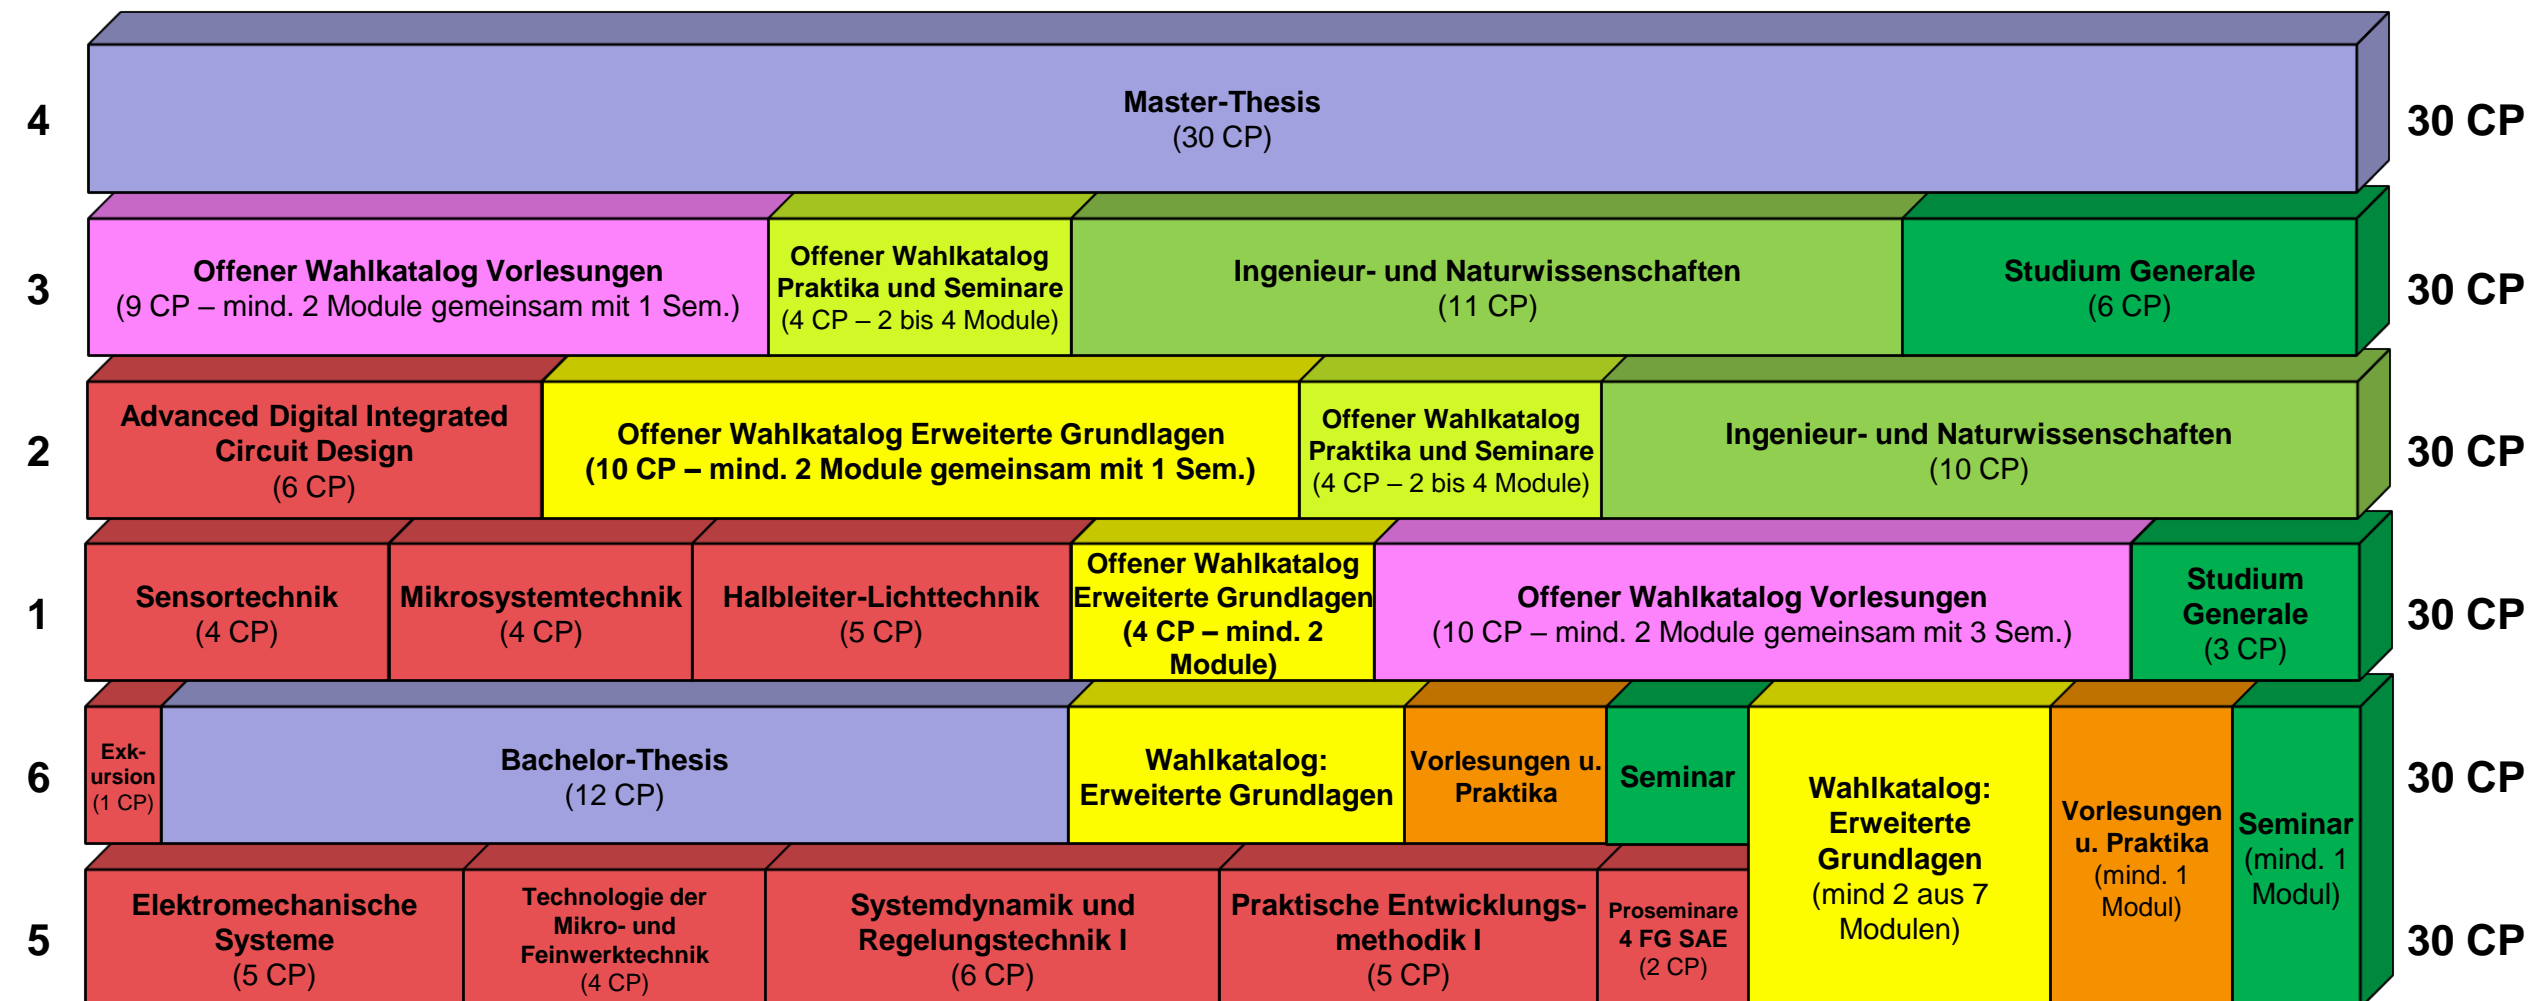 4
Master-Thesis
(30 CP)
30 CP
3
Offener Wahlkatalog Vorlesungen
(9 CP – mind. 2 Module gemeinsam mit 1 Sem.)
Offener Wahlkatalog
Praktika und Seminare
(4 CP – 2 bis 4 Module)
Ingenieur- und Naturwissenschaften
(11 CP)
Studium Generale
(6 CP)
30 CP
2
Advanced Digital Integrated
Circuit Design
(6 CP)
Offener Wahlkatalog Erweiterte Grundlagen
(10 CP – mind. 2 Module gemeinsam mit 1 Sem.)
Offener Wahlkatalog
Praktika und Seminare
(4 CP – 2 bis 4 Module)
Ingenieur- und Naturwissenschaften
(10 CP)
30 CP
1
Sensortechnik
(4 CP)
Mikrosystemtechnik
(4 CP)
Halbleiter-Lichttechnik
(5 CP)
Offener Wahlkatalog
Erweiterte Grundlagen
(4 CP – mind. 2
Module)
Offener Wahlkatalog Vorlesungen
(10 CP – mind. 2 Module gemeinsam mit 3 Sem.)
Studium
Generale
(3 CP)
30 CP
6
Exk-
ursion
(1 CP)
Bachelor-Thesis
(12 CP)
Wahlkatalog:
Erweiterte Grundlagen
Vorlesungen u.
Praktika
Seminar
Wahlkatalog:
Erweiterte
Grundlagen
(mind 2 aus 7
Modulen)
Vorlesungen
u. Praktika
(mind. 1
Modul)
Seminar
(mind. 1
Modul)
30 CP
5
Elektromechanische
Systeme
(5 CP)
Technologie der
Mikro- und
Feinwerktechnik
(4 CP)
Systemdynamik und
Regelungstechnik I
(6 CP)
Praktische Entwicklungs-
methodik I
(5 CP)
Proseminare
4 FG SAE
(2 CP)
30 CP